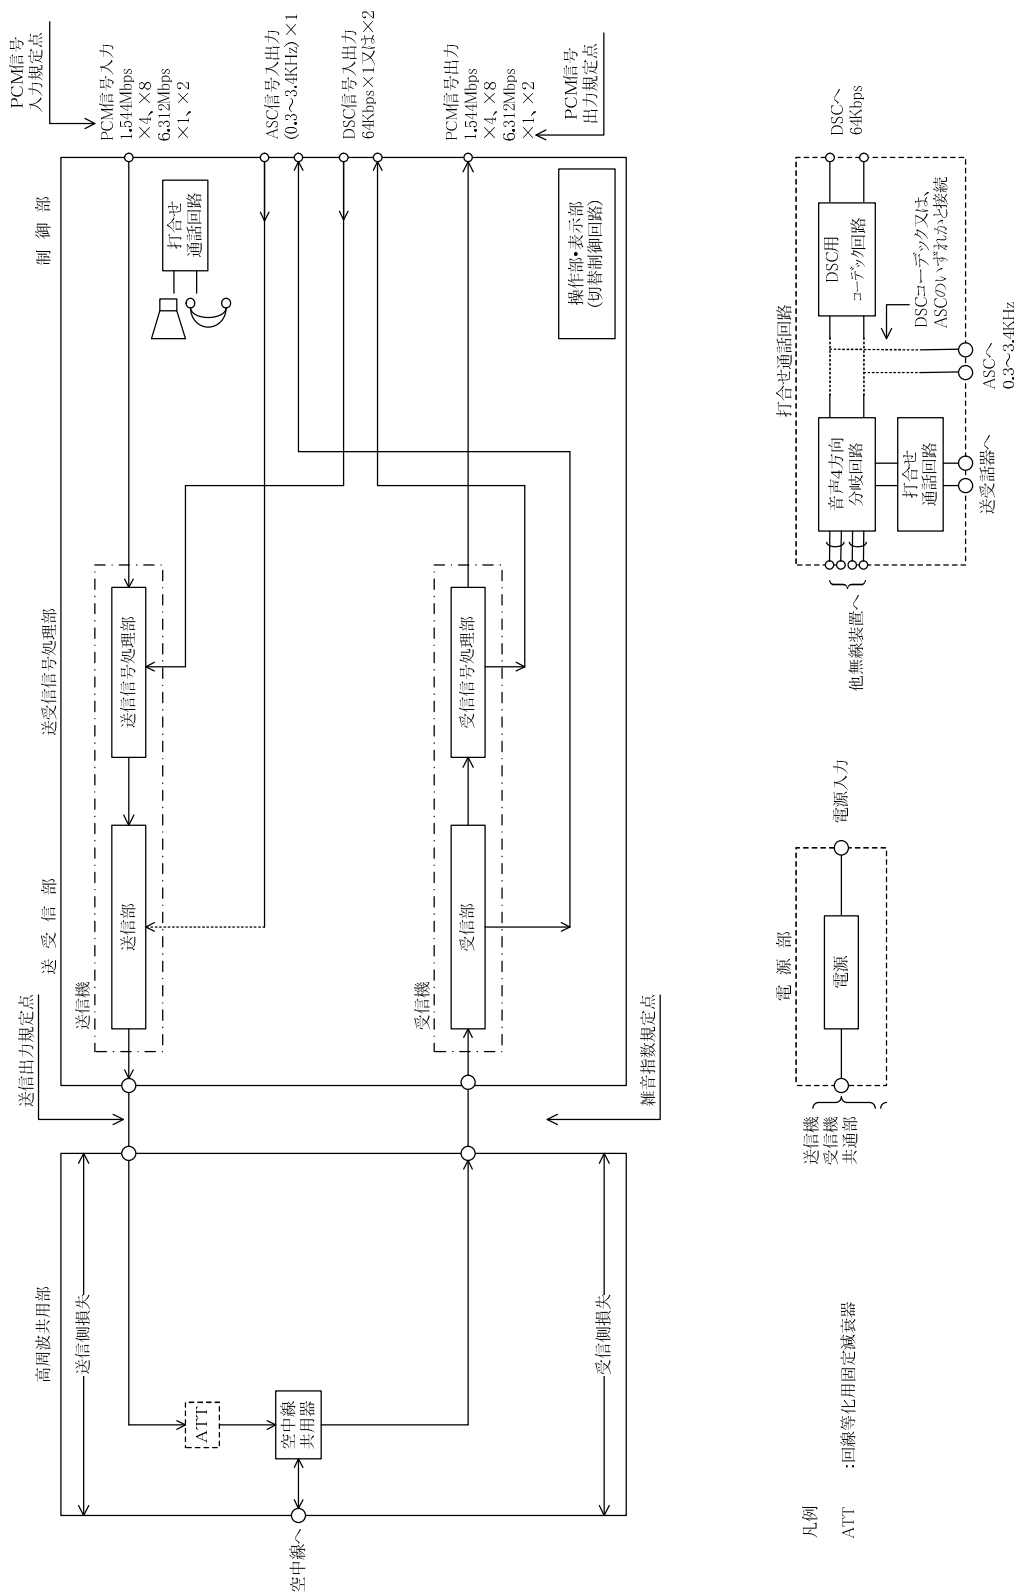 高周波共用部
送信側損失
ATT
空中線
共用器
空中線へ
受信側損失
送信出力規定点
雑音指数規定点
送 受 信 部
送受信信号処理部
制 御 部
送信機
送信部
送信信号処理部
受信機
受信部
受信信号処理部
打合せ
通話回路
操作部・表示部
(切替制御回路)
PCM信号
入力規定点
PCM信号入力
1.544Mbps
×4、×8
6.312Mbps
×1、×2
ASC信号入出力
(0.3～3.4KHz)×1
DSC信号入出力
64Kbps×1又は×2
PCM信号出力
1.544Mbps
×4、×8
6.312Mbps
×1、×2
PCM信号
出力規定点
凡例
ATT :回線等化用固定減衰器
電 源 部
電源
電源入力
送信機
受信機
共通部
打合せ通話回路
他無線装置へ
音声4方向
分岐回路
打合せ
通話回路
送受話器へ
DSC用
コーデック回路
DSCコーデック又は、
ASCのいずれかと接続
ASCへ
0.3～3.4KHz
DSCへ
64Kbps